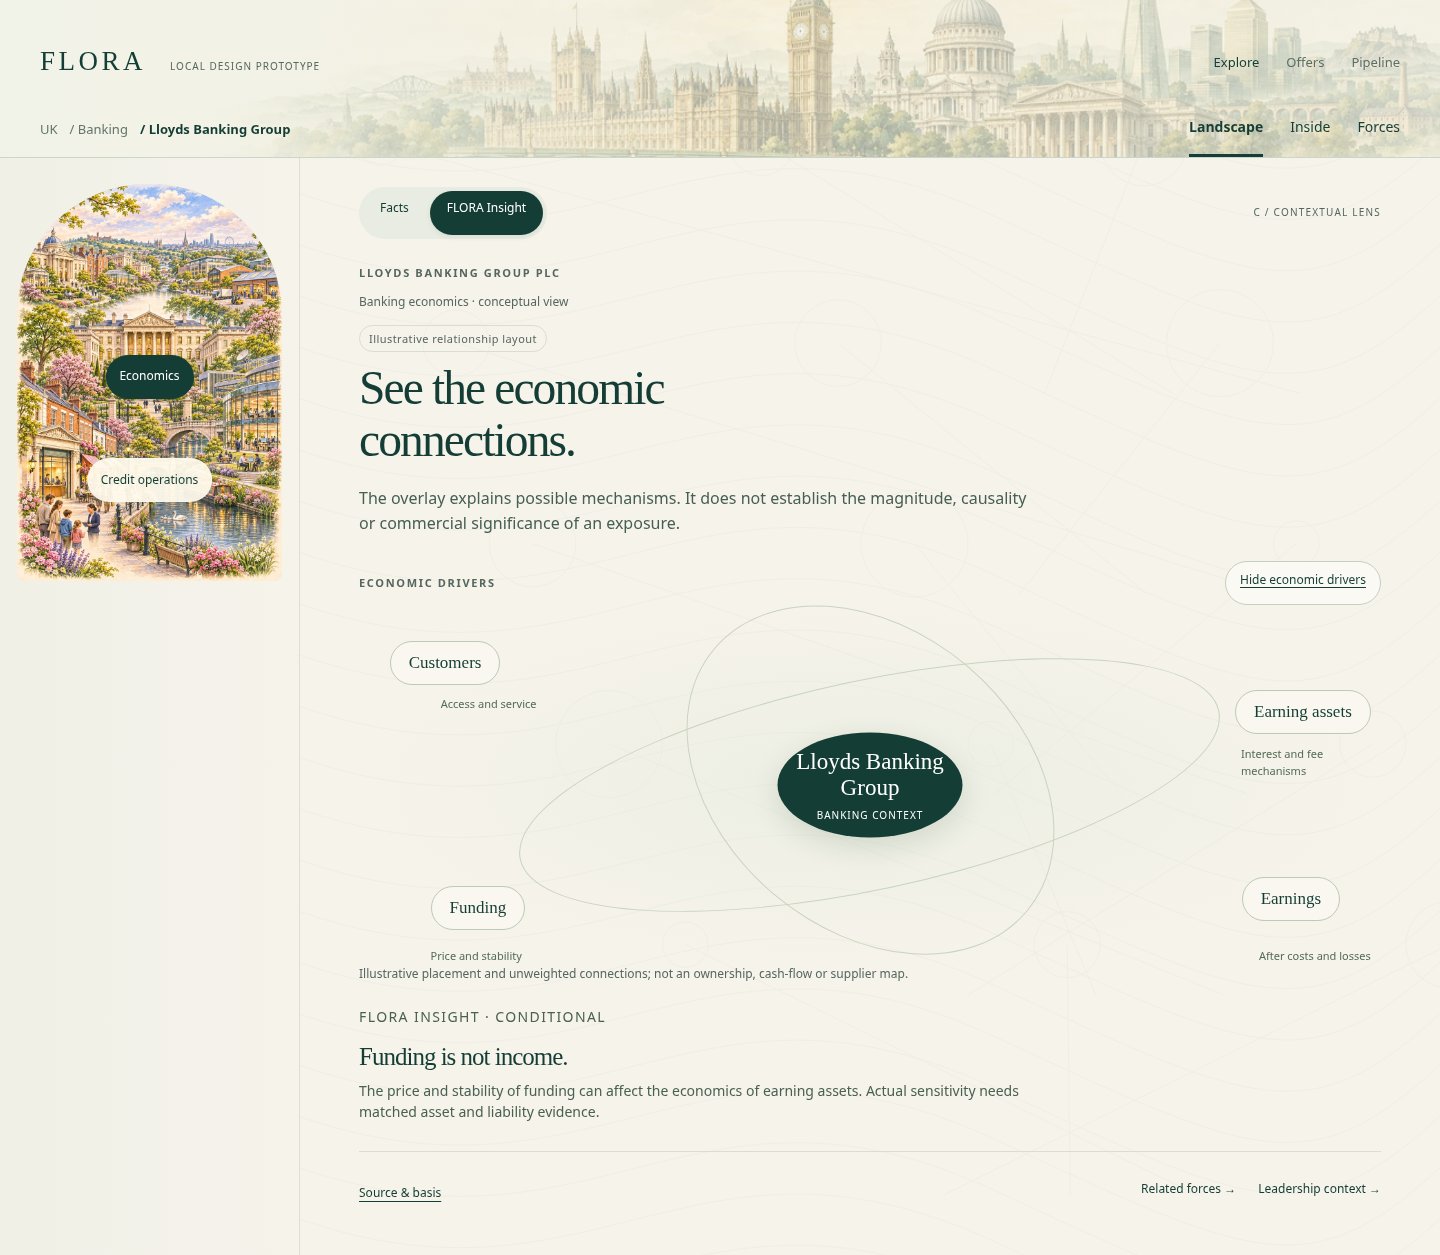 FLORA
LOCAL DESIGN PROTOTYPE
Explore
Offers
Pipeline
UK / Banking / Lloyds Banking Group
Landscape
Inside
Forces
Economics
Credit operations
Facts
FLORA Insight
C / CONTEXTUAL LENS
LLOYDS BANKING GROUP PLC
Banking economics · conceptual view
Illustrative relationship layout
See the economic
connections.
The overlay explains possible mechanisms. It does not establish the magnitude, causality
or commercial significance of an exposure.
ECONOMIC DRIVERS
Hide economic drivers
Customers
Access and service
Earning assets
Interest and fee
mechanisms
Lloyds Banking
Group
BANKING CONTEXT
Funding
Price and stability
Earnings
After costs and losses
Illustrative placement and unweighted connections; not an ownership, cash-flow or supplier map.
FLORA INSIGHT · CONDITIONAL
Funding is not income.
The price and stability of funding can affect the economics of earning assets. Actual sensitivity needs
matched asset and liability evidence.
Source & basis
Related forces →
Leadership context →